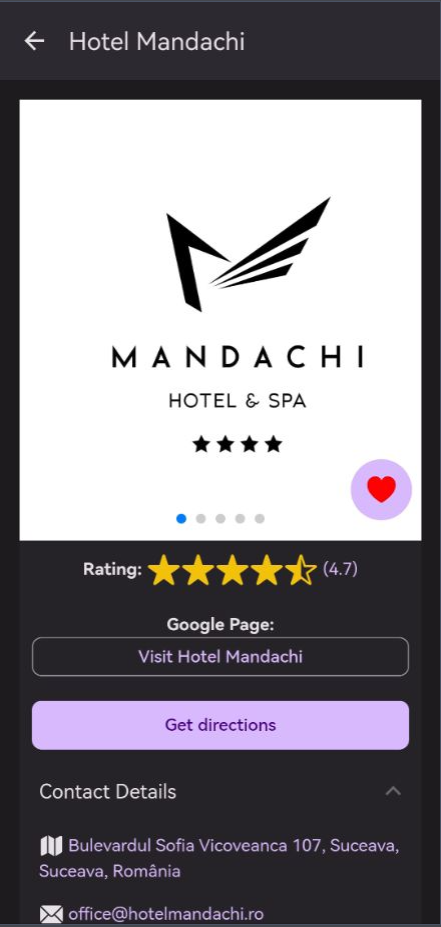 Hotel Mandachi
MANDACHI
HOTEL & SPA
Rating: (4.7)
Google Page:
Visit Hotel Mandachi
Get directions
Contact Details
Bulevardul Sofia Vicoveanca 107, Suceava,
Suceava, România
office@hotelmandachi.ro